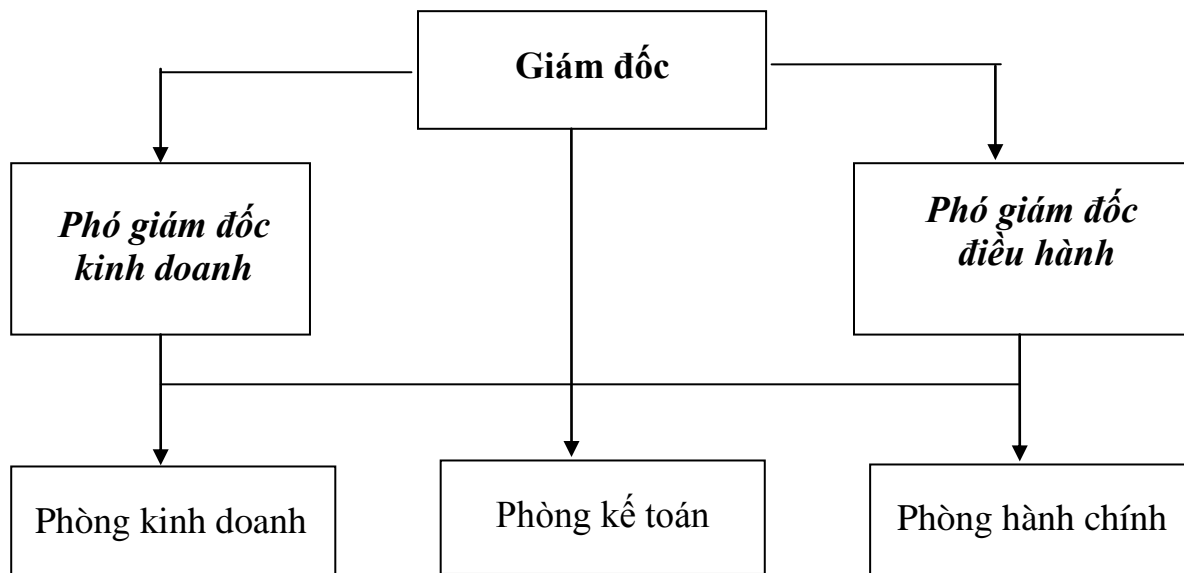 Giám đốc
Phó giám đốc
kinh doanh
Phó giám đốc
điều hành
Phòng kinh doanh
Phòng kế toán
Phòng hành chính